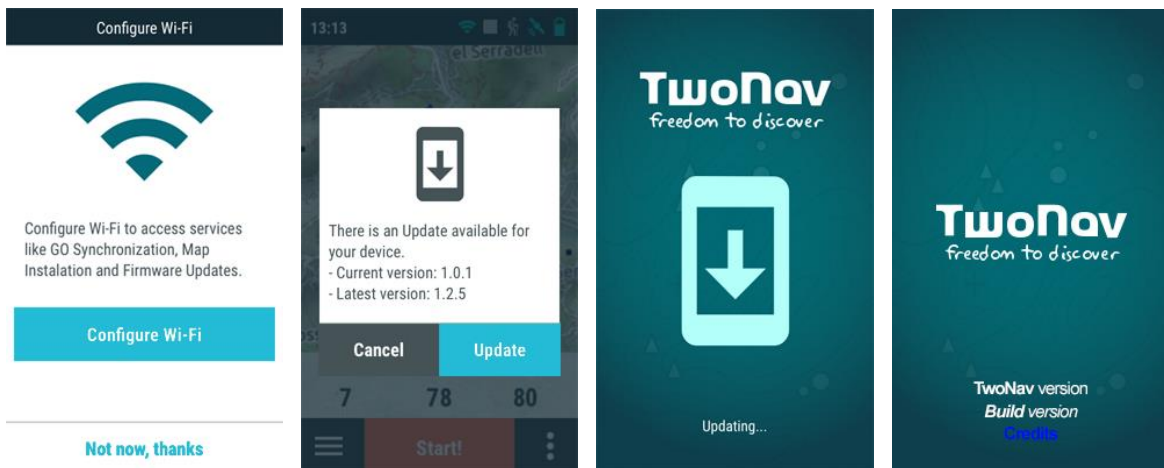 Configure Wi-Fi
Configure Wi-Fi to access services
like GO Synchronization, Map
Instalation and Firmware Updates.
Configure Wi-Fi
Not now, thanks
13:13
el Serradell
There is an Update available for
your device.
- Current version: 1.0.1
- Latest version: 1.2.5
Cancel
Update
7 78 80
Start!
TwoNav
freedom to discover
Updating...
TwoNav
freedom to discover
TwoNav version
Build version
Credits